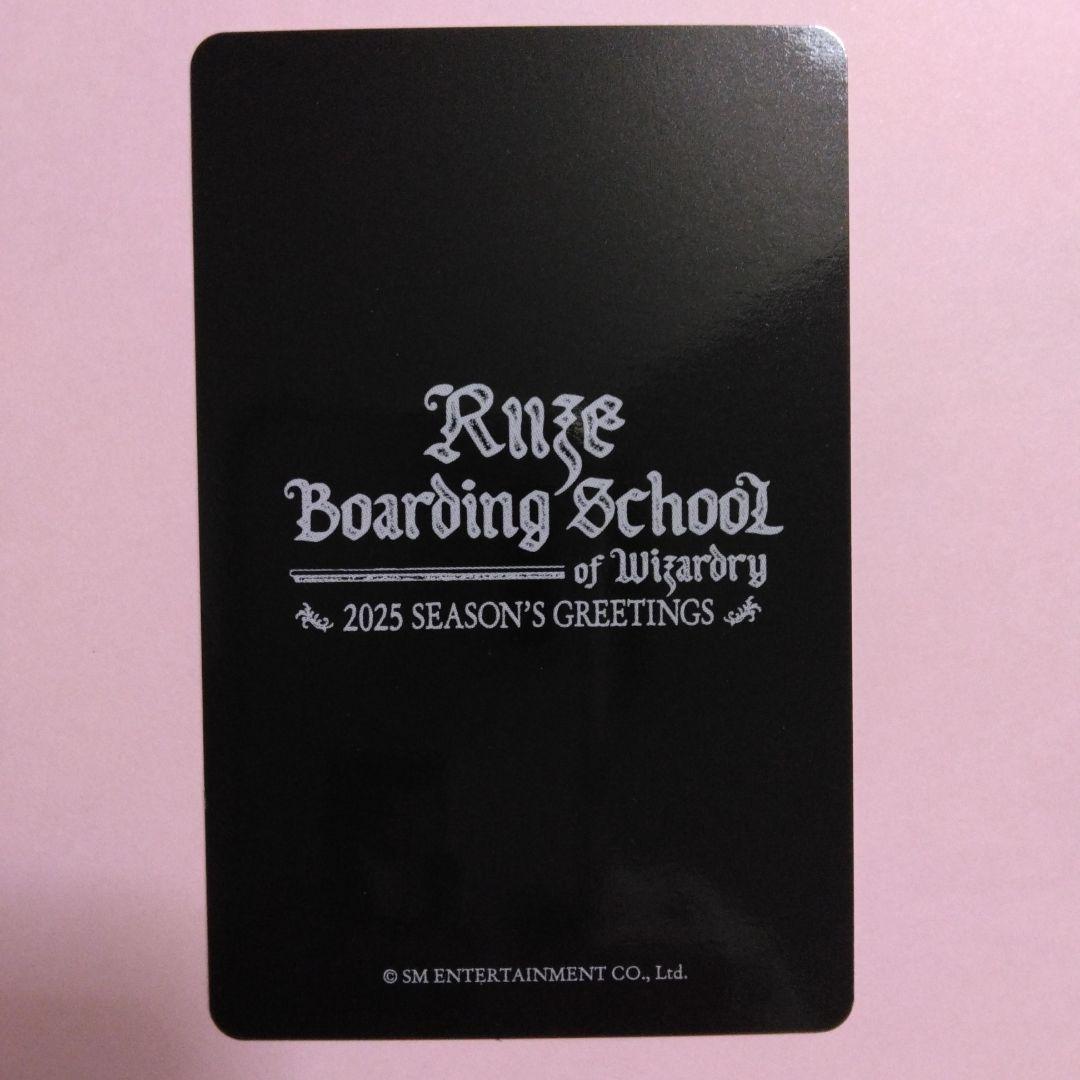 Riize
Boarding School
of Wizardry
2025 SEASON'S GREETINGS
© SM ENTERTAINMENT CO., Ltd.